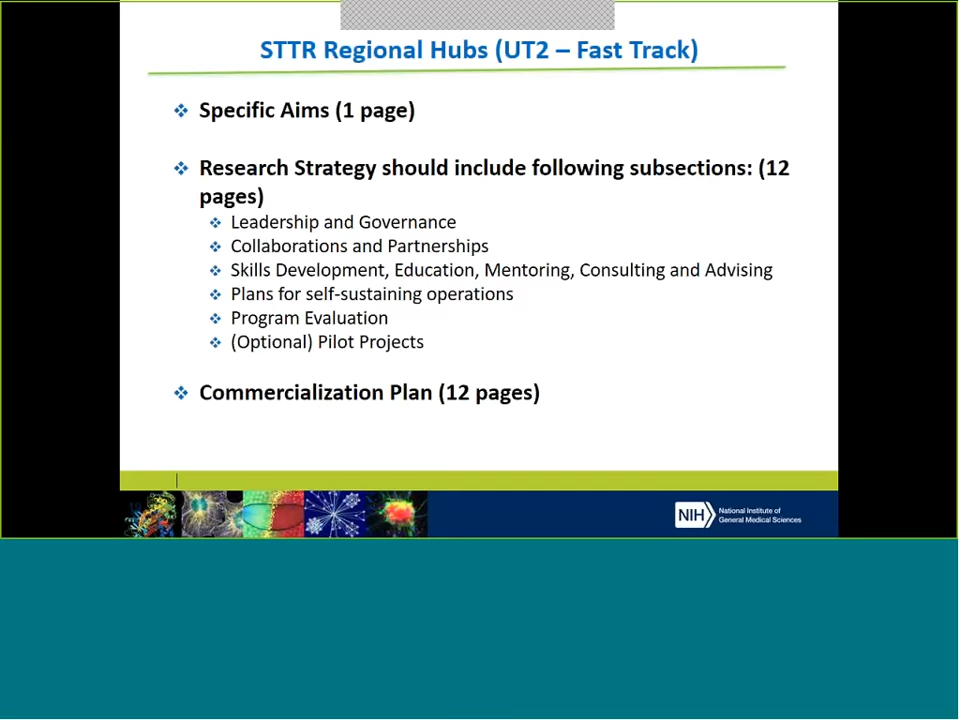 STTR Regional Hubs (UT2 – Fast Track)
Specific Aims (1 page)
Research Strategy should include following subsections: (12
pages)
Leadership and Governance
Collaborations and Partnerships
Skills Development, Education, Mentoring, Consulting and Advising
Plans for self-sustaining operations
Program Evaluation
(Optional) Pilot Projects
Commercialization Plan (12 pages)
NIH National Institute of
General Medical Sciences